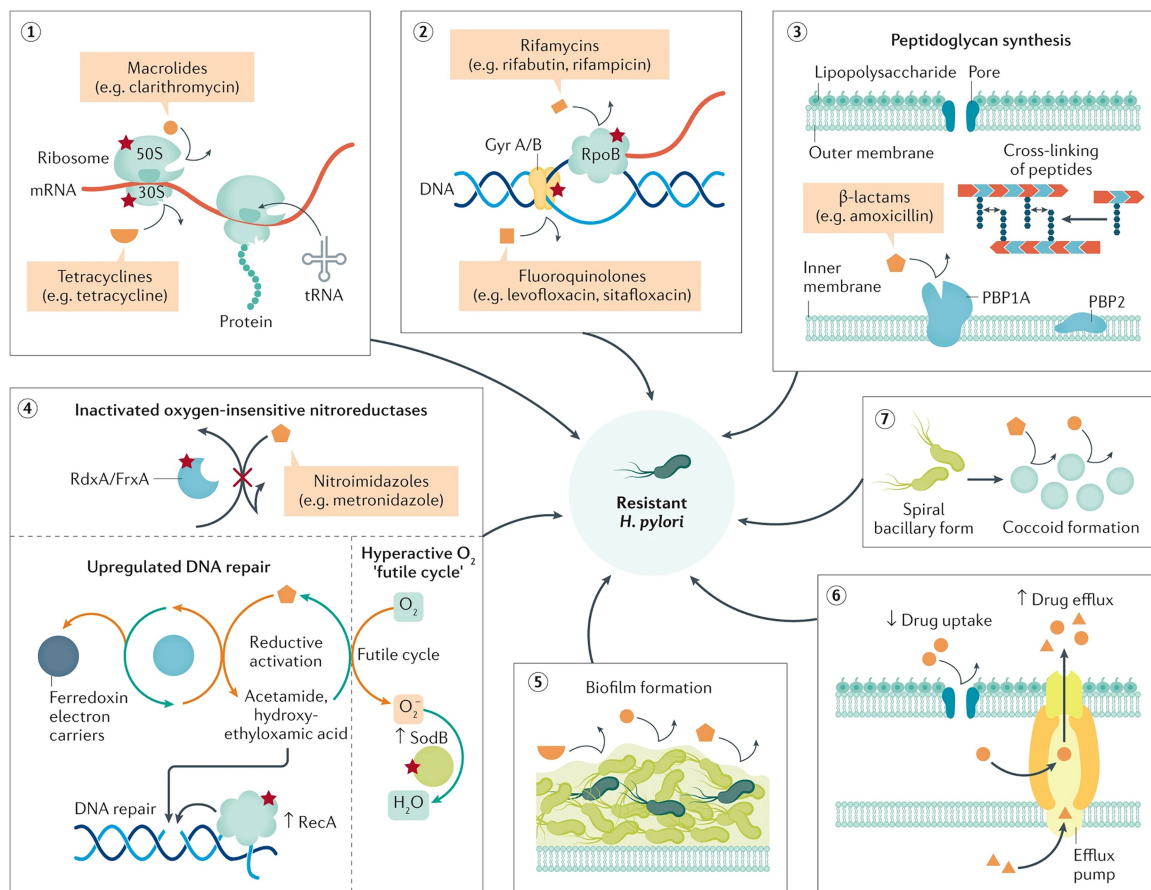 ①
Macrolides
(e.g. clarithromycin)
Ribosome
50S
mRNA
30S
Tetracyclines
(e.g. tetracycline)
tRNA
Protein
②
Rifamycins
(e.g. rifabutin, rifampicin)
Gyr A/B
RpoB
DNA
Fluoroquinolones
(e.g. levofloxacin, sitafloxacin)
③
Peptidoglycan synthesis
Lipopolysaccharide
Pore
Outer membrane
Cross-linking
of peptides
β-lactams
(e.g. amoxicillin)
Inner
membrane
PBP1A
PBP2
④
Inactivated oxygen-insensitive nitroreductases
RdxA/FrxA
Nitroimidazoles
(e.g. metronidazole)
Upregulated DNA repair
Reductive
activation
Ferredoxin
electron
carriers
Acetamide,
hydroxy-
ethyloxamic acid
DNA repair
↑ RecA
Hyperactive O₂
'futile cycle'
O₂
Futile cycle
O₂⁻
↑ SodB
H₂O
Resistant
H. pylori
⑦
Spiral
bacillary form
Coccoid formation
⑤
Biofilm formation
⑥
↑ Drug efflux
↓ Drug uptake
Efflux
pump